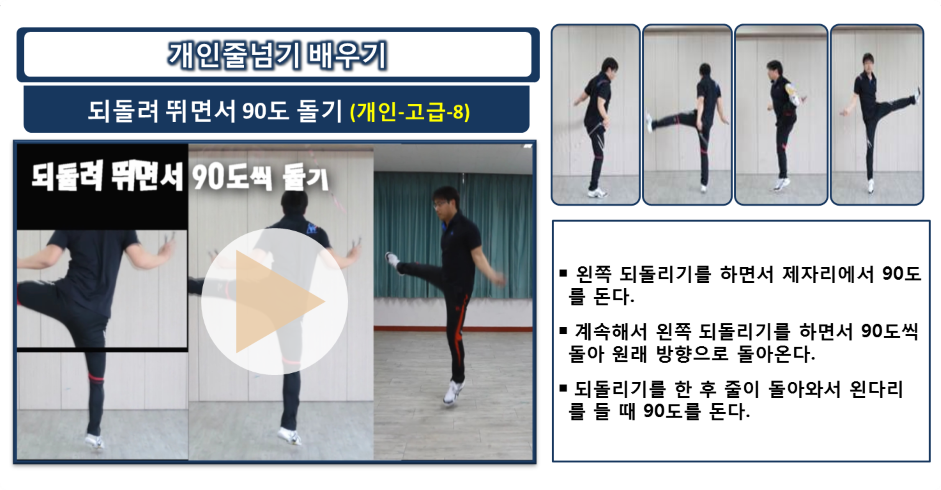 개인줄넘기 배우기
되돌려 뛰면서 90도 돌기 (개인-고급-8)
되돌려 뛰면서 90도씩 돌기
▪ 왼쪽 되돌리기를 하면서 제자리에서 90도
를 돈다.
▪ 계속해서 왼쪽 되돌리기를 하면서 90도씩
돌아 원래 방향으로 돌아온다.
▪ 되돌리기를 한 후 줄이 돌아와서 왼다리
를 들 때 90도를 돈다.